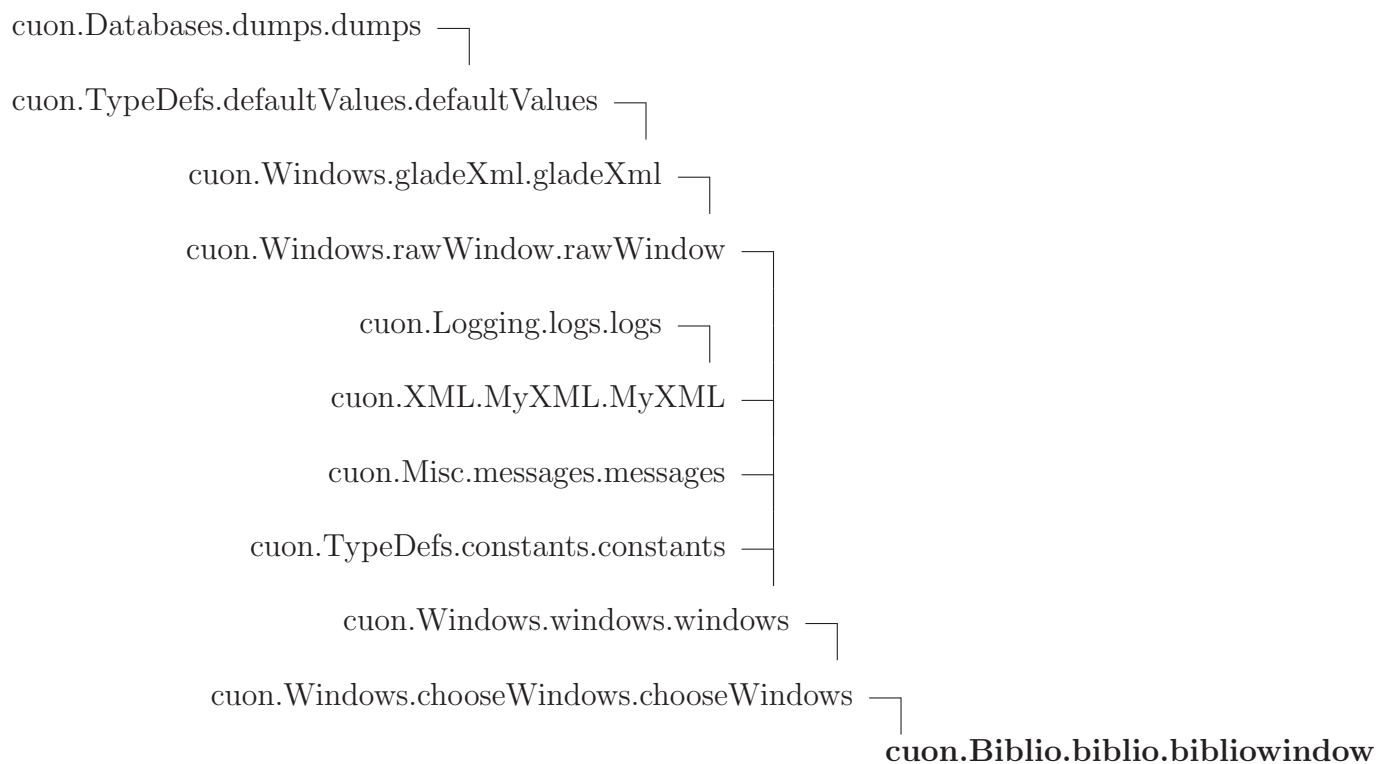 cuon.Databases.dumps.dumps
cuon.TypeDefs.defaultValues.defaultValues
cuon.Windows.gladeXml.gladeXml
cuon.Windows.rawWindow.rawWindow
cuon.Logging.logs.logs
cuon.XML.MyXML.MyXML
cuon.Misc.messages.messages
cuon.TypeDefs.constants.constants
cuon.Windows.windows.windows
cuon.Windows.chooseWindows.chooseWindows
cuon.Biblio.biblio.bibliowindow